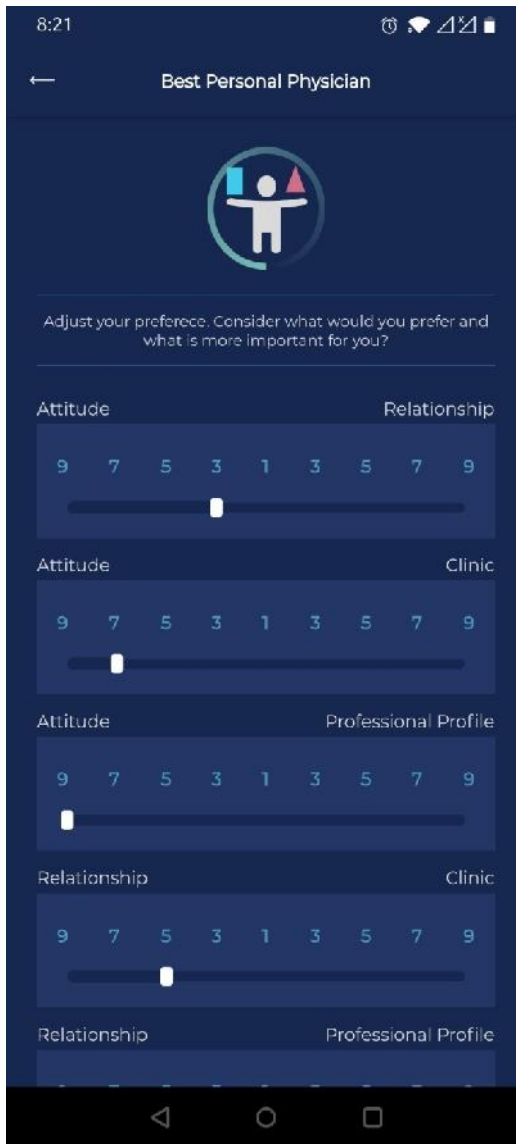 8:21
Best Personal Physician
Adjust your preferece. Consider what would you prefer and
what is more important for you?
Attitude Relationship
9 7 5 3 1 3 5 7 9
Attitude Clinic
9 7 5 3 1 3 5 7 9
Attitude Professional Profile
9 7 5 3 1 3 5 7 9
Relationship Clinic
9 7 5 3 1 3 5 7 9
Relationship Professional Profile